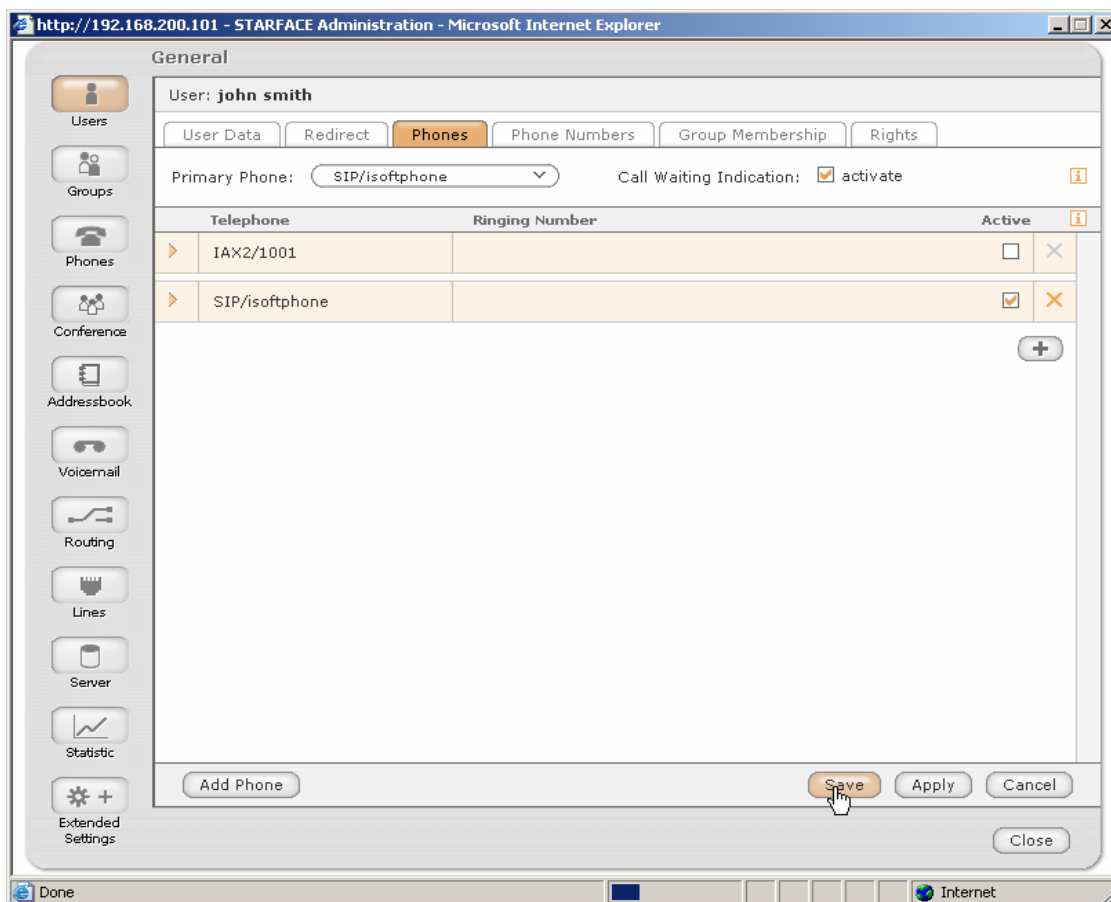 http://192.168.200.101 - STARFACE Administration - Microsoft Internet Explorer
General
User: john smith
User Data Redirect Phones Phone Numbers Group Membership Rights
Primary Phone: SIP/isoftphone Call Waiting Indication: activate
Telephone Ringing Number Active
IAX2/1001
SIP/isoftphone
Users
Groups
Phones
Conference
Addressbook
Voicemail
Routing
Lines
Server
Statistic
Extended
Settings
Add Phone Save Apply Cancel
Close
Done Internet